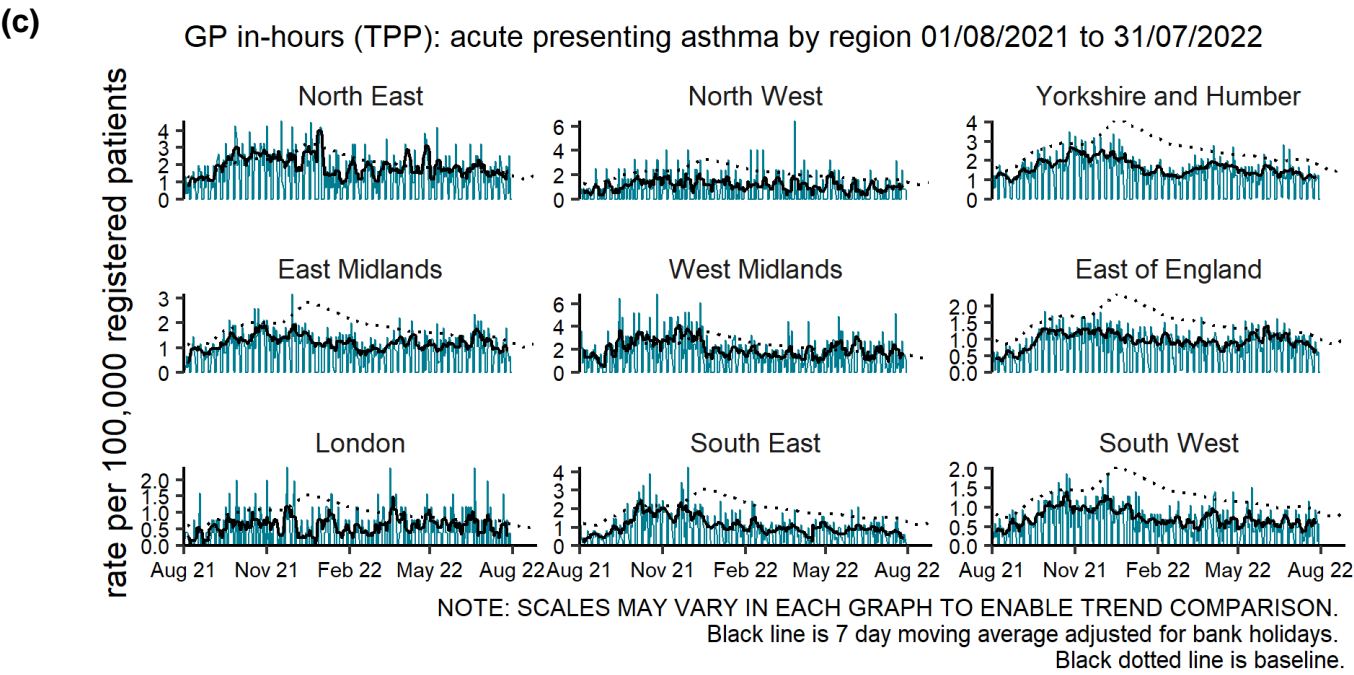 (c)
GP in-hours (TPP): acute presenting asthma by region 01/08/2021 to 31/07/2022
rate per 100,000 registered patients
North East
4
3
2
1
0
North West
6
4
2
0
Yorkshire and Humber
4
3
2
1
0
East Midlands
3
2
1
0
West Midlands
6
4
2
0
East of England
2.0
1.5
1.0
0.5
0.0
London
2.0
1.5
1.0
0.5
0.0
Aug 21 Nov 21 Feb 22 May 22 Aug 22
South East
4
3
2
1
0
Aug 21 Nov 21 Feb 22 May 22 Aug 22
South West
2.0
1.5
1.0
0.5
0.0
Aug 21 Nov 21 Feb 22 May 22 Aug 22
NOTE: SCALES MAY VARY IN EACH GRAPH TO ENABLE TREND COMPARISON.
Black line is 7 day moving average adjusted for bank holidays.
Black dotted line is baseline.